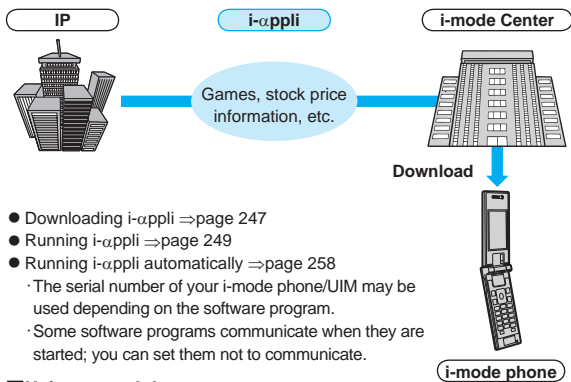 IP
i-αppli
i-mode Center
Games, stock price
information, etc.
Download
● Downloading i-αppli ⇒page 247
● Running i-αppli ⇒page 249
● Running i-αppli automatically ⇒page 258
·The serial number of your i-mode phone/UIM may be
used depending on the software program.
·Some software programs communicate when they are
started; you can set them not to communicate.
i-mode phone